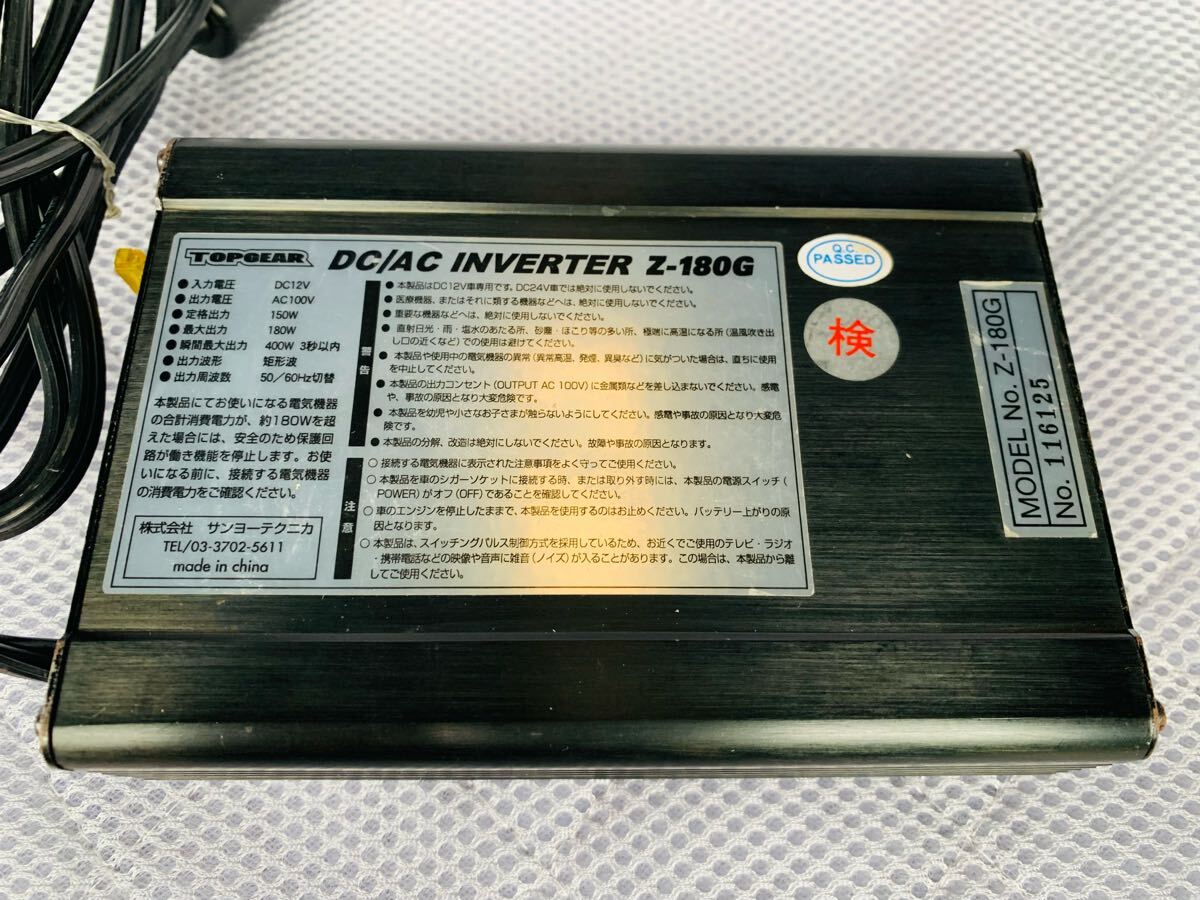 TOPGEAR DC/AC INVERTER Z-180G
● 入力電圧 DC12V
● 出力電圧 AC100V
● 定格出力 150W
● 最大出力 180W
● 瞬間最大出力 400W 3秒以内
● 出力波形 矩形波
● 出力周波数 50／60Hz切替
本製品にてお使いになる電気機器
の合計消費電力が、約180Wを超
えた場合には、安全のため保護回
路が働き機能を停止します。お使
いになる前に、接続する電気機器
の消費電力をご確認ください。
株式会社 サンヨーテクニカ
TEL/03-3702-5611
made in china
警告
● 本製品はDC12V車専用です。DC24V車では絶対に使用しないでください。
● 医療機器、またはそれに類する機器などへは、絶対に使用しないでください。
● 重要な機器などへは、絶対に使用しないでください。
● 直射日光・雨・塩水のあたる所、砂塵・ほこり等の多い所、極端に高温になる所（温風吹き出
し口の近くなど）での使用は避けてください。
● 本製品や使用中の電気機器の異常（異常高温、発煙、異臭など）に気がついた場合は、直ちに使用
を中止してください。
● 本製品の出力コンセント（OUTPUT AC 100V）に金属類などを差し込まないでください。感電
や、事故の原因となり大変危険です。
● 本製品を幼児や小さなお子さまが触らないようにしてください。感電や事故の原因となり大変危
険です。
● 本製品の分解、改造は絶対にしないでください。故障や事故の原因となります。
注意
○ 接続する電気機器に表示された注意事項をよく守ってご使用ください。
○ 本製品を車のシガーソケットに接続する時、または取り外す時には、本製品の電源スイッチ（
POWER）がオフ（OFF）であることを確認してください。
○ 車のエンジンを停止したままで、本製品を使用するのはお止めください。バッテリー上がりの原
因となります。
○ 本製品は、スイッチングパルス制御方式を採用しているため、お近くでご使用のテレビ・ラジオ
・携帯電話などの映像や音声に雑音（ノイズ）が入ることがあります。この場合は、本製品から離
してご使用ください。
Q.C.
PASSED
検
MODEL No. Z-180G
No. 116125